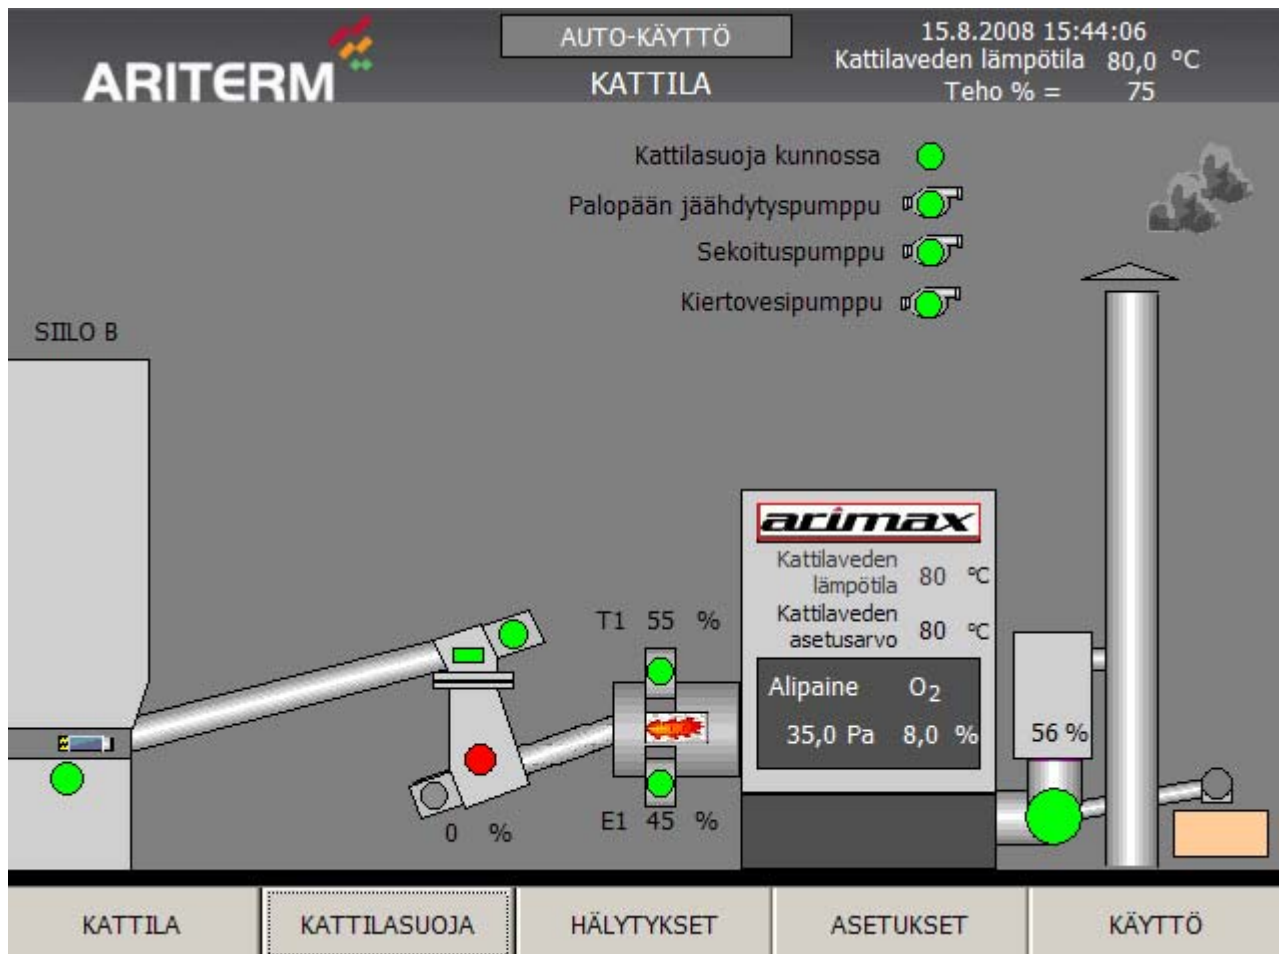 ARITERM
AUTO-KÄYTTÖ
KATTILA
15.8.2008 15:44:06
Kattilaveden lämpötila 80,0 °C
Teho % = 75
Kattilasuoja kunnossa
Palopään jäähdytyspumppu
Sekoituspumppu
Kiertovesipumppu
SIILO B
arimax
Kattilaveden
lämpötila 80 °C
Kattilaveden
asetusarvo 80 °C
T1 55 %
Alipaine O2
35,0 Pa 8,0 %
56 %
E1 45 %
0 %
KATTILA
KATTILASUOJA
HÄLYTYKSET
ASETUKSET
KÄYTTÖ